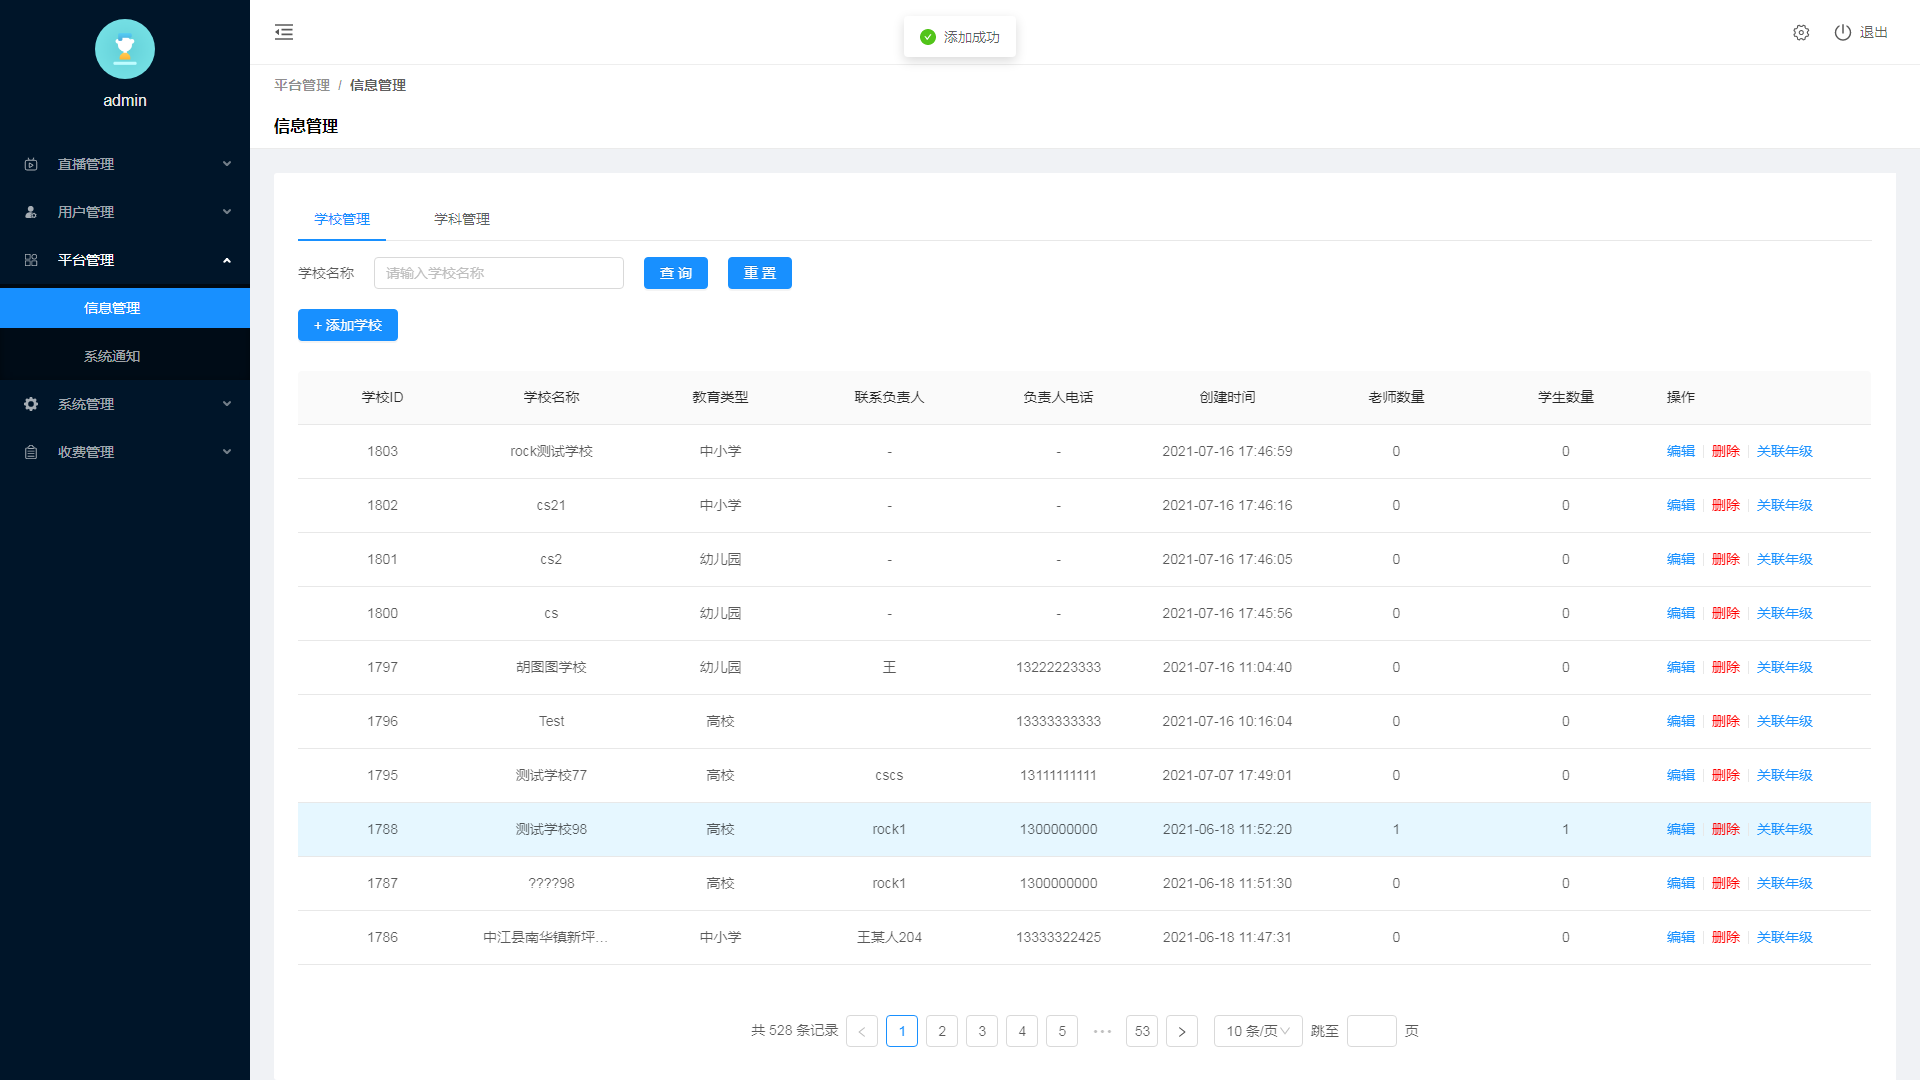 添加成功
退出
admin
平台管理 / 信息管理
信息管理
直播管理
用户管理
平台管理
信息管理
系统通知
系统管理
收费管理
学校管理 学科管理
学校名称 请输入学校名称 查 询 重 置
+ 添加学校
学校ID 学校名称 教育类型 联系负责人 负责人电话 创建时间 老师数量 学生数量 操作
1803 rock测试学校 中小学 - - 2021-07-16 17:46:59 0 0 编辑 删除 关联年级
1802 cs21 中小学 - - 2021-07-16 17:46:16 0 0 编辑 删除 关联年级
1801 cs2 幼儿园 - - 2021-07-16 17:46:05 0 0 编辑 删除 关联年级
1800 cs 幼儿园 - - 2021-07-16 17:45:56 0 0 编辑 删除 关联年级
1797 胡图图学校 幼儿园 王 13222223333 2021-07-16 11:04:40 0 0 编辑 删除 关联年级
1796 Test 高校 13333333333 2021-07-16 10:16:04 0 0 编辑 删除 关联年级
1795 测试学校77 高校 cscs 13111111111 2021-07-07 17:49:01 0 0 编辑 删除 关联年级
1788 测试学校98 高校 rock1 1300000000 2021-06-18 11:52:20 1 1 编辑 删除 关联年级
1787 ????98 高校 rock1 1300000000 2021-06-18 11:51:30 0 0 编辑 删除 关联年级
1786 中江县南华镇新坪... 中小学 王某人204 13333322425 2021-06-18 11:47:31 0 0 编辑 删除 关联年级
共 528 条记录 < 1 2 3 4 5 ••• 53 > 10 条/页 跳至 页